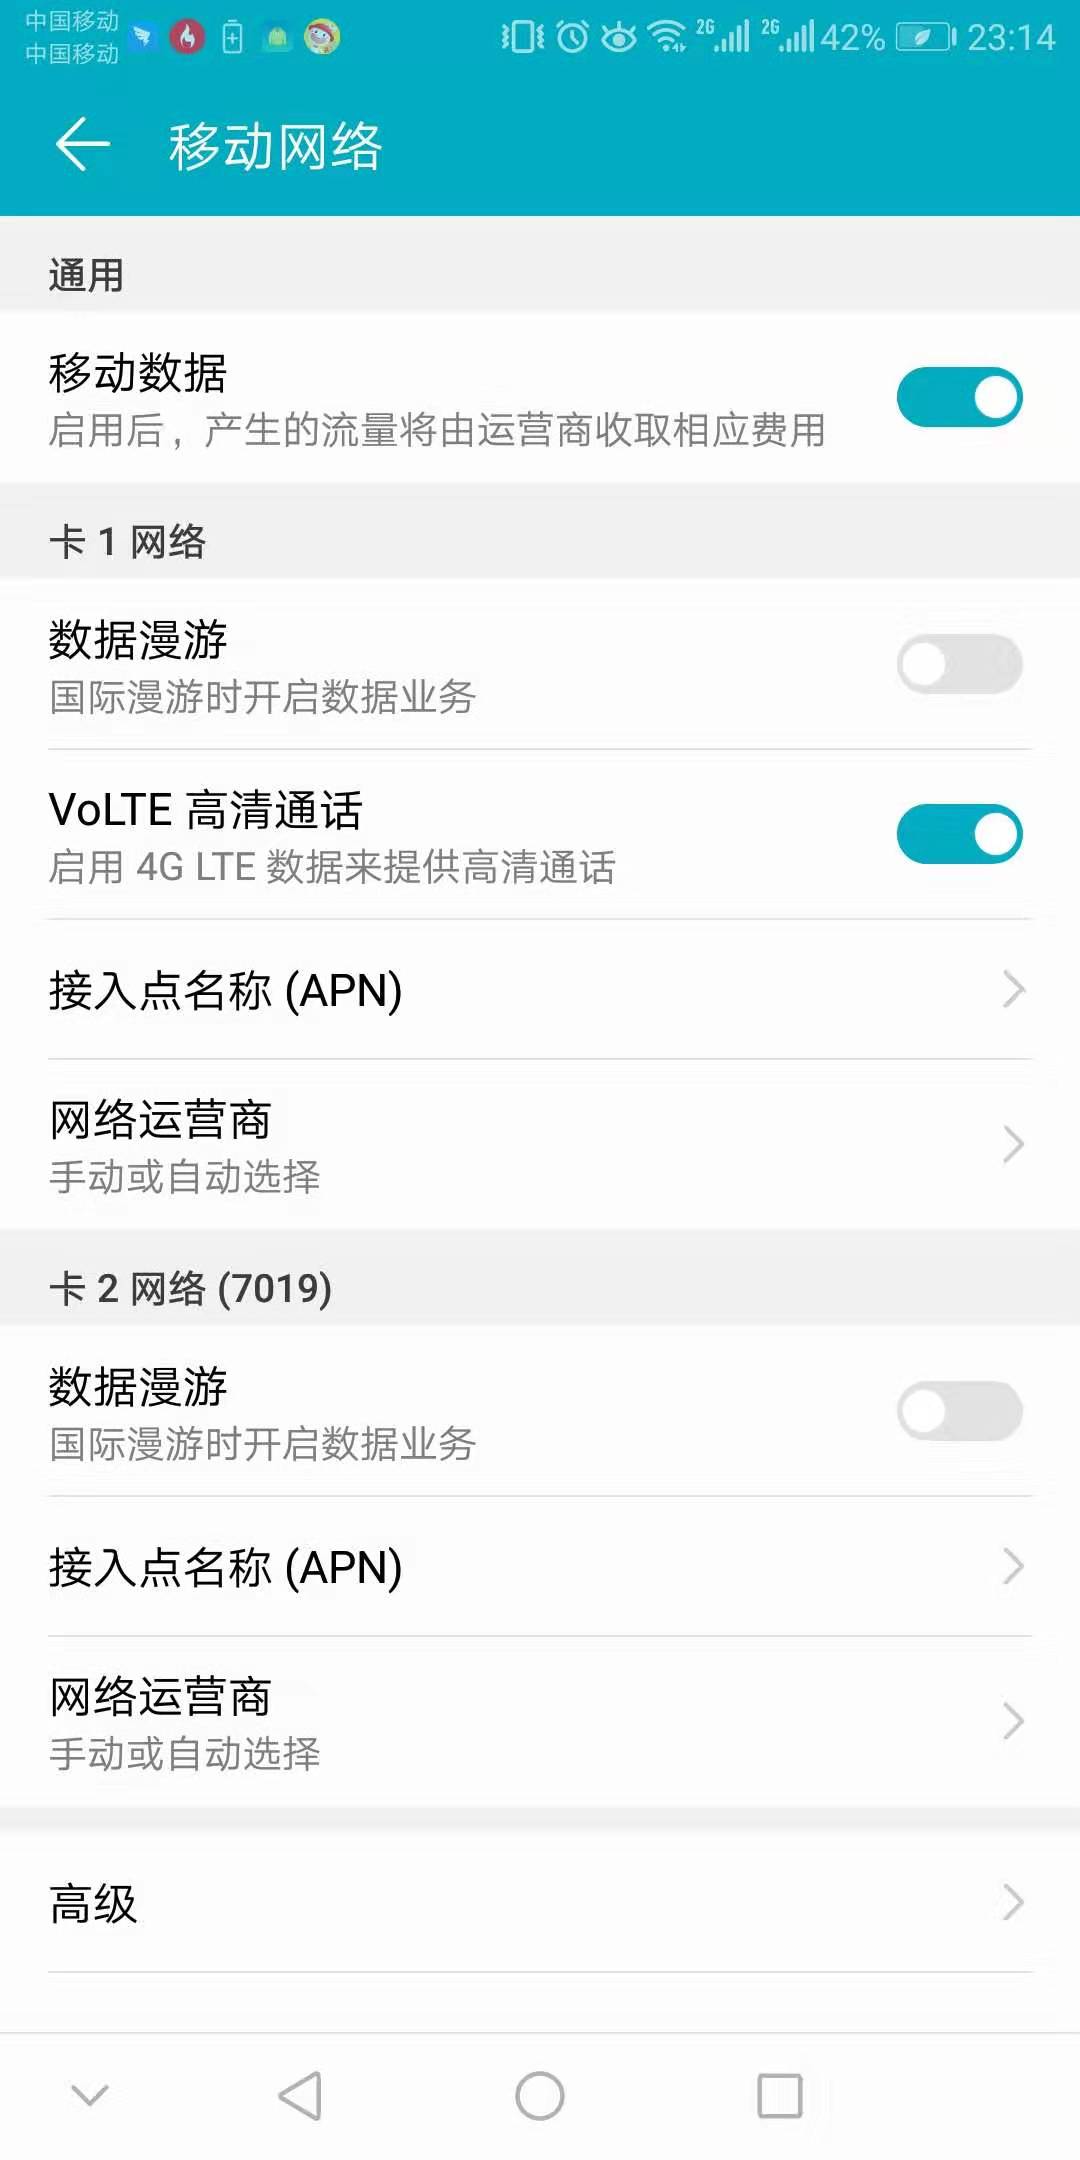 中国移动
中国移动
2G 2G 42% 23:14
移动网络
通用
移动数据
启用后，产生的流量将由运营商收取相应费用
卡 1 网络
数据漫游
国际漫游时开启数据业务
VoLTE 高清通话
启用 4G LTE 数据来提供高清通话
接入点名称 (APN)
网络运营商
手动或自动选择
卡 2 网络 (7019)
数据漫游
国际漫游时开启数据业务
接入点名称 (APN)
网络运营商
手动或自动选择
高级